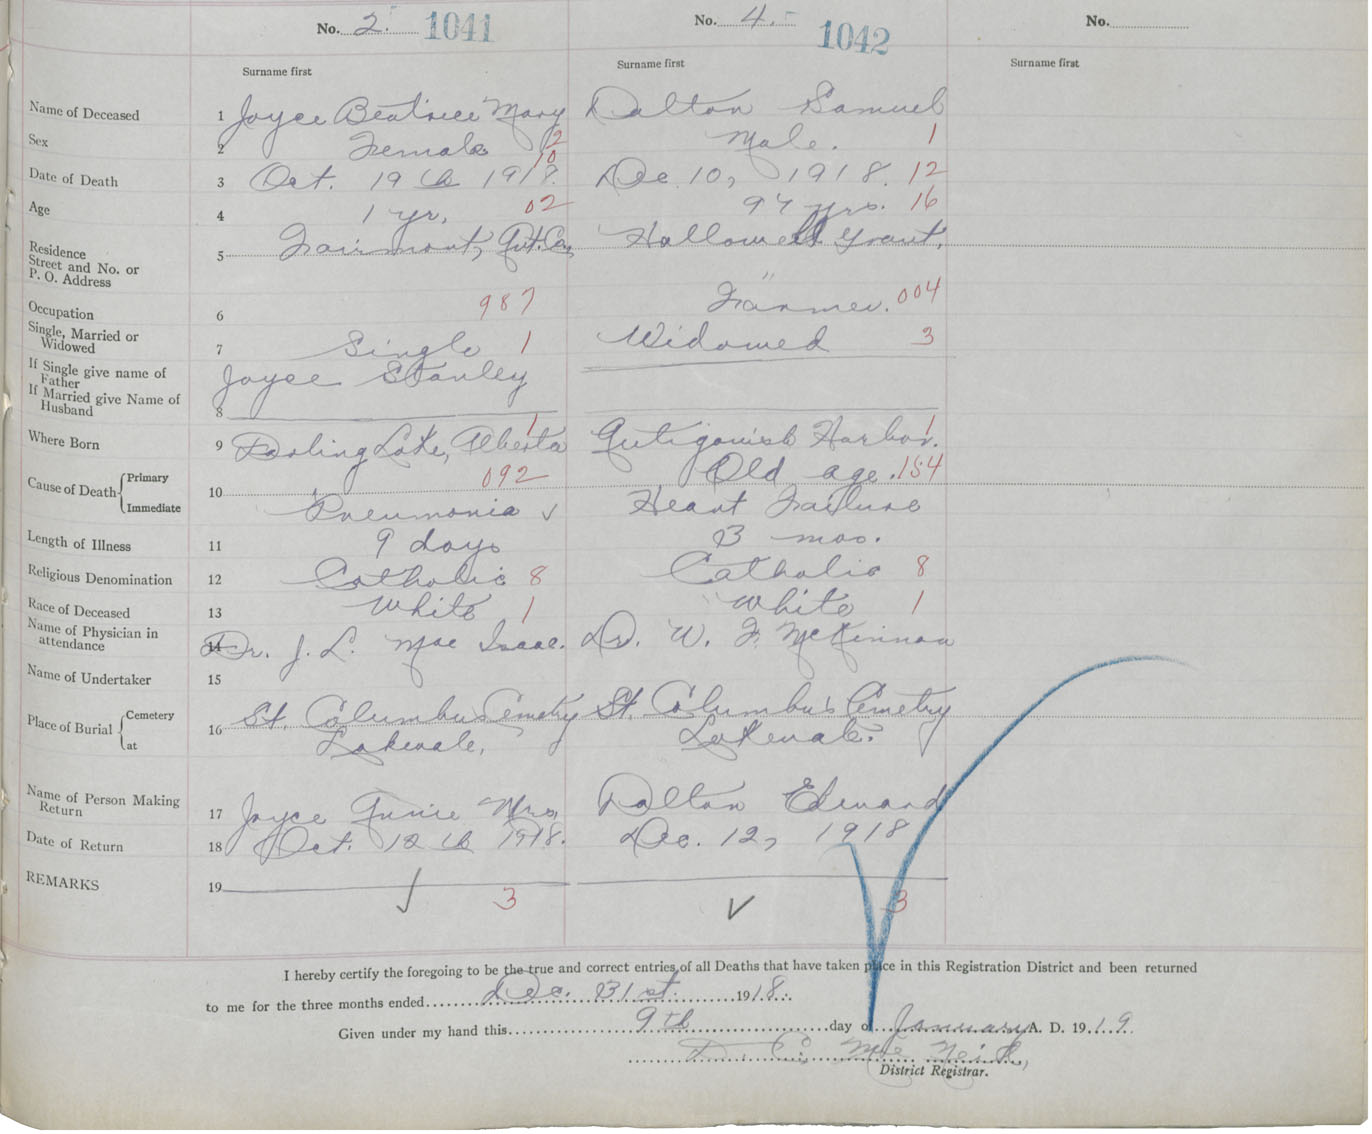 No. 2. 1041 No. 4. 1042 No.
Surname first Surname first Surname first
Name of Deceased 1 Joyce Beatrice Mary Dalton Samuel
Sex 2 Female 2 Male. 1
10
Date of Death 3 Oct. 19th 1918. Dec. 10, 1918. 12
Age 4 1 yr, 02 94 yrs. 16
Residence
Street and No. or
P. O. Address 5 Fairmont, Ant. Co, Hallowell Grant,
Occupation 6 987 " Farmer. 004
Single, Married or
Widowed 7 Single 1 Widowed 3
If Single give name of
Father Joyce Stanley
If Married give Name of
Husband 8
Where Born 9 Darling Lake, Alberta 1 Antigonish Harbor. 1
Cause of Death { Primary 092 Old age. 154
10
Immediate Pneumonia ✓ Heart Failure
Length of Illness 11 9 days 3 mos.
Religious Denomination 12 Catholic 8 Catholic 8
Race of Deceased 13 White 1 White 1
Name of Physician in
attendance 14 Dr. J. L. Mac Isaac. Dr. W. F. McKinnon
Name of Undertaker 15
Place of Burial { Cemetery 16 St. Columbus Cemetry St. Columbus Cemetry
at Lakevale, Lakevale.
Name of Person Making
Return 17 Joyce Annie Mrs. Dalton Edward
Date of Return 18 Oct. 12th 1918. Dec. 12, 1918
REMARKS 19
✓ 3 ✓ 3
I hereby certify the foregoing to be the true and correct entries of all Deaths that have taken place in this Registration District and been returned
to me for the three months ended Dec. 31st. 1918.
Given under my hand this 9th day of January A. D. 1919
D. C. Mac Neil,
District Registrar.